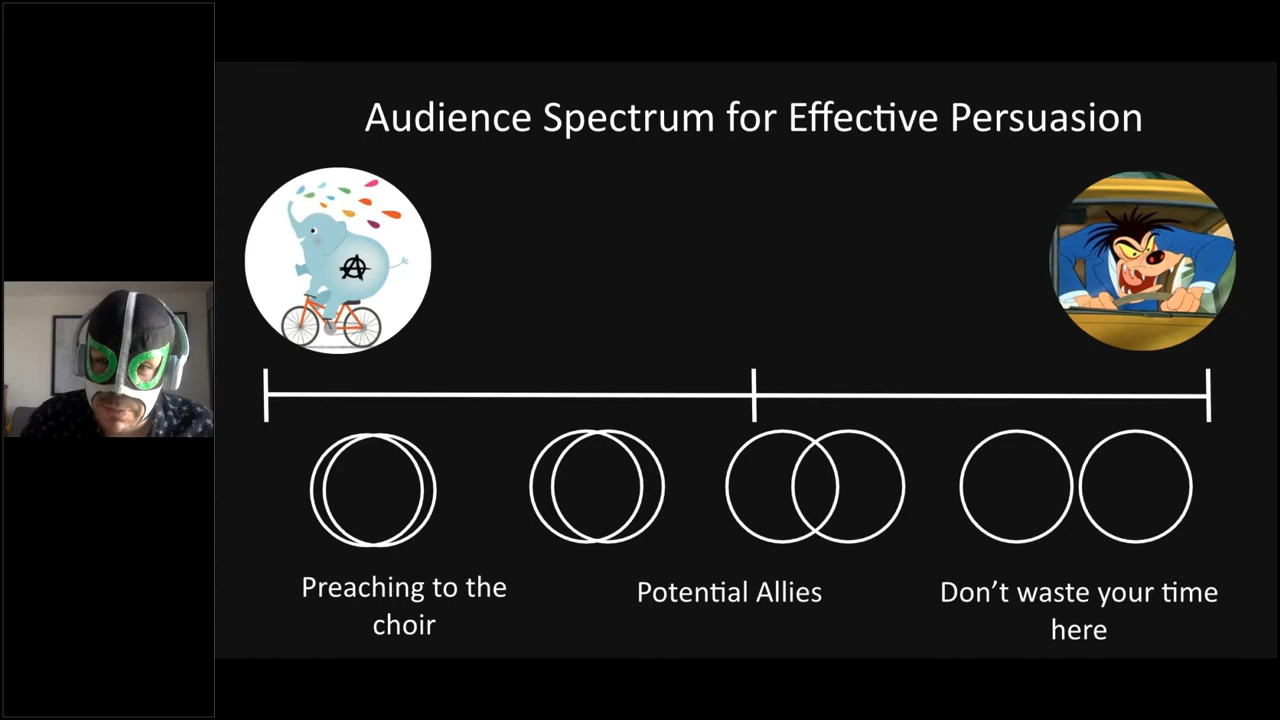 Audience Spectrum for Effective Persuasion
A
Preaching to the
choir
Potential Allies
Don’t waste your time
here